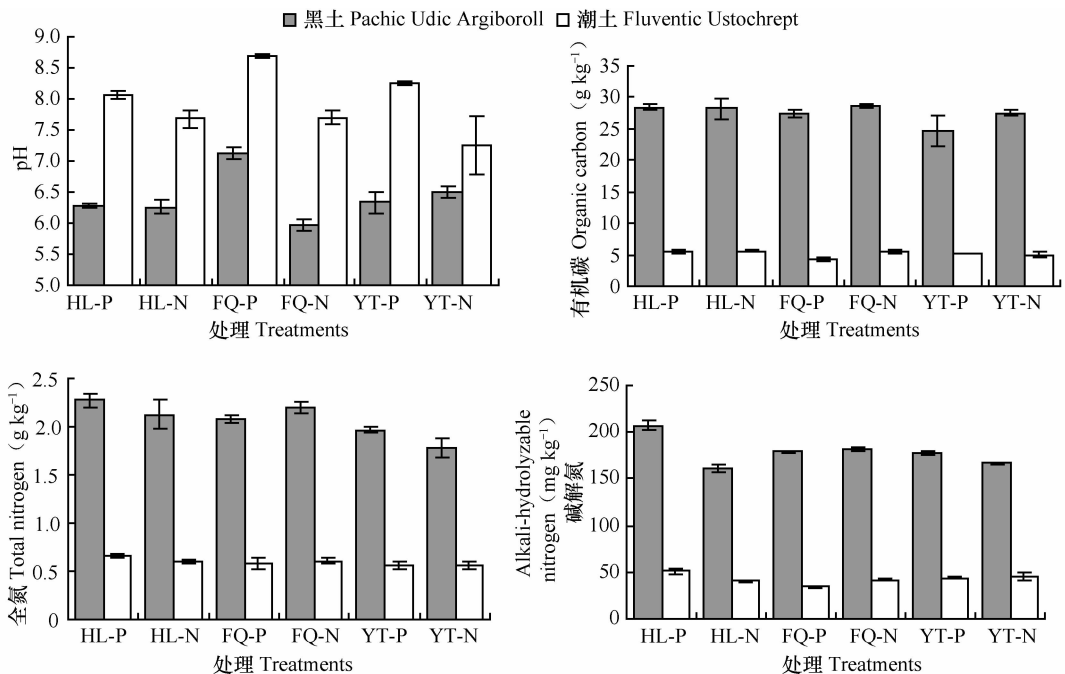 黑土 Pachic Udic Argiboroll 潮土 Fluventic Ustochrept
pH
9.0
8.5
8.0
7.5
7.0
6.5
6.0
5.5
5.0
HL-P HL-N FQ-P FQ-N YT-P YT-N
处理 Treatments
有机碳 Organic carbon（g kg⁻¹）
35
30
25
20
15
10
5
0
HL-P HL-N FQ-P FQ-N YT-P YT-N
处理 Treatments
全氮 Total nitrogen（g kg⁻¹）
2.5
2.0
1.5
1.0
0.5
0
HL-P HL-N FQ-P FQ-N YT-P YT-N
处理 Treatments
Alkali-hydrolyzable
nitrogen（mg kg⁻¹）
碱解氮
250
200
150
100
50
0
HL-P HL-N FQ-P FQ-N YT-P YT-N
处理 Treatments